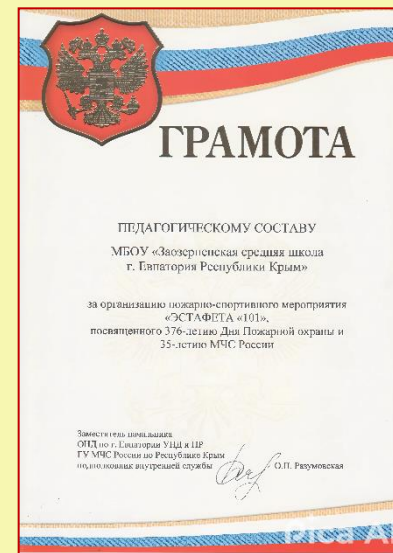 ГРАМОТА
ПЕДАГОГИЧЕСКОМУ СОСТАВУ
МБОУ «Заозерненская средняя школа
г. Евпатория Республики Крым»
за организацию пожарно-спортивного мероприятия
«ЭСТАФЕТА «101»,
посвященного 376-летию Дня Пожарной охраны и
35-летию МЧС России
Заместитель начальника
ОПД по г. Евпатории УНД и ПР
ГУ МЧС России по Республике Крым
подполковник внутренней службы О.П. Разумовская